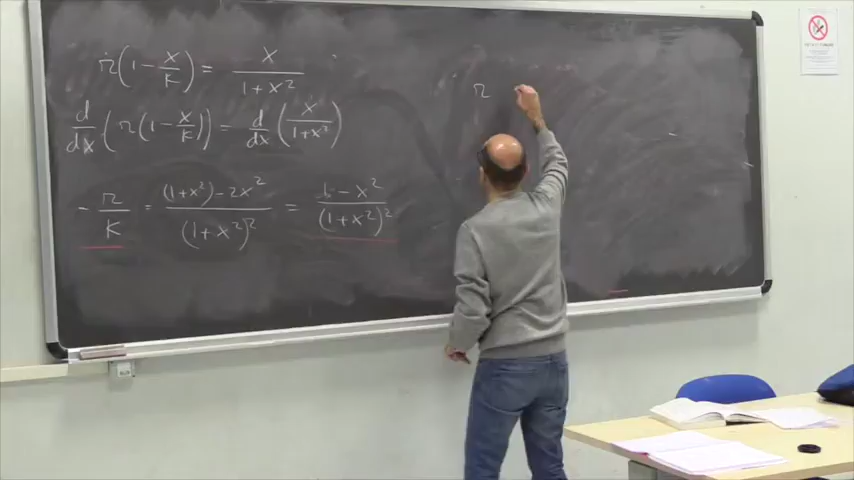 r(1 - x/K) = x/(1 + x²)
d/dx (r(1 - x/K)) = d/dx (x/(1+x²))
- r/K = ((1+x²) - 2x²)/(1+x²)² = (1 - x²)/(1+x²)²
r